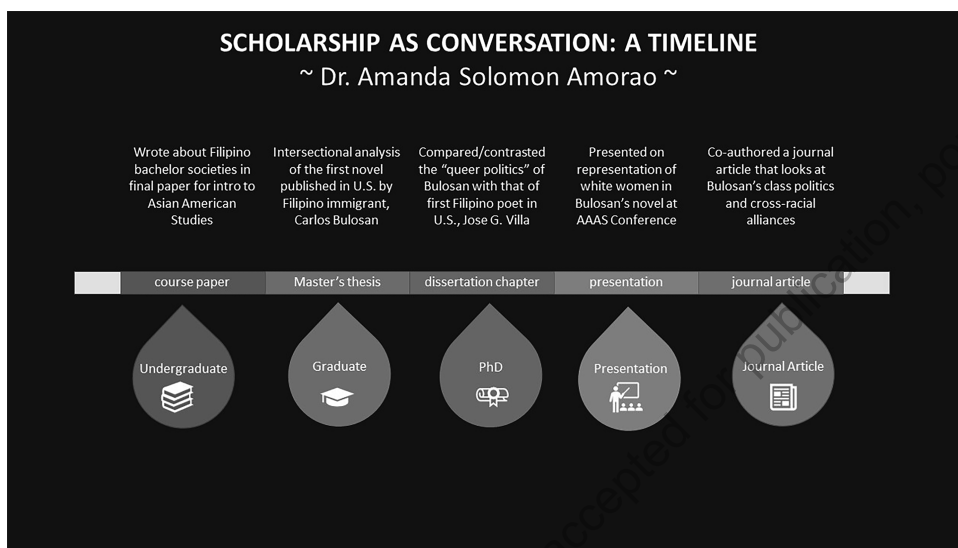 SCHOLARSHIP AS CONVERSATION: A TIMELINE
~ Dr. Amanda Solomon Amorao ~
Wrote about Filipino
bachelor societies in
final paper for intro to
Asian American
Studies
Intersectional analysis
of the first novel
published in U.S. by
Filipino immigrant,
Carlos Bulosan
Compared/contrasted
the “queer politics” of
Bulosan with that of
first Filipino poet in
U.S., Jose G. Villa
Presented on
representation of
white women in
Bulosan’s novel at
AAAS Conference
Co-authored a journal
article that looks at
Bulosan’s class politics
and cross-racial
alliances
course paper
Master’s thesis
dissertation chapter
presentation
journal article
Undergraduate
Graduate
PhD
Presentation
Journal Article
accepted for publication,